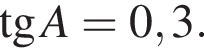 tg A = 0,3.